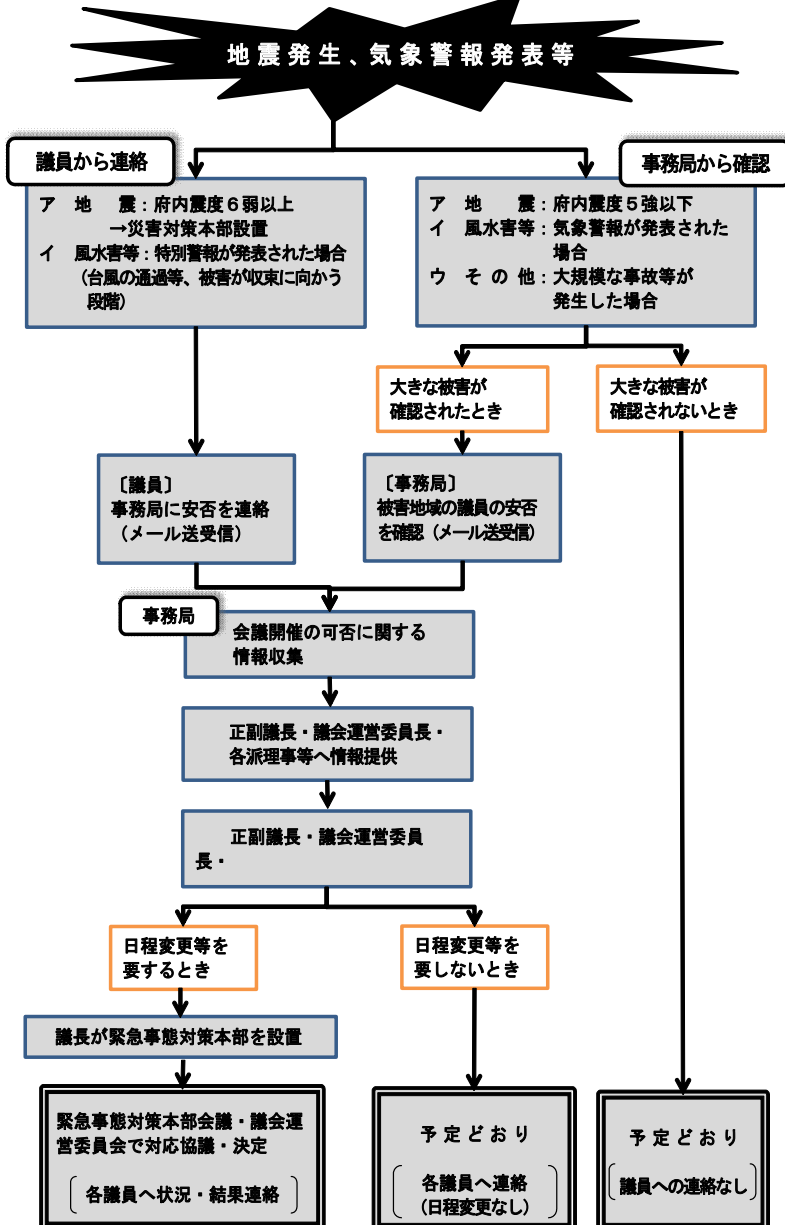 地震発生、気象警報発表等
議員から連絡
ア　地　　震：府内震度６弱以上
→災害対策本部設置
イ　風水害等：特別警報が発表された場合
（台風の通過等、被害が収束に向かう
段階）
事務局から確認
ア　地　　震：府内震度５強以下
イ　風水害等：気象警報が発表された
場合
ウ　そ の 他：大規模な事故等が
発生した場合
大きな被害が
確認されたとき
大きな被害が
確認されないとき
〔議員〕
事務局に安否を連絡
（メール送受信）
〔事務局〕
被害地域の議員の安否
を確認（メール送受信）
事務局
会議開催の可否に関する
情報収集
正副議長・議会運営委員長・
各派理事等へ情報提供
正副議長・議会運営委員
長・
日程変更等を
要するとき
日程変更等を
要しないとき
議長が緊急事態対策本部を設置
緊急事態対策本部会議・議会運
営委員会で対応協議・決定
各議員へ状況・結果連絡
予定どおり
各議員へ連絡
（日程変更なし）
予定どおり
議員への連絡なし